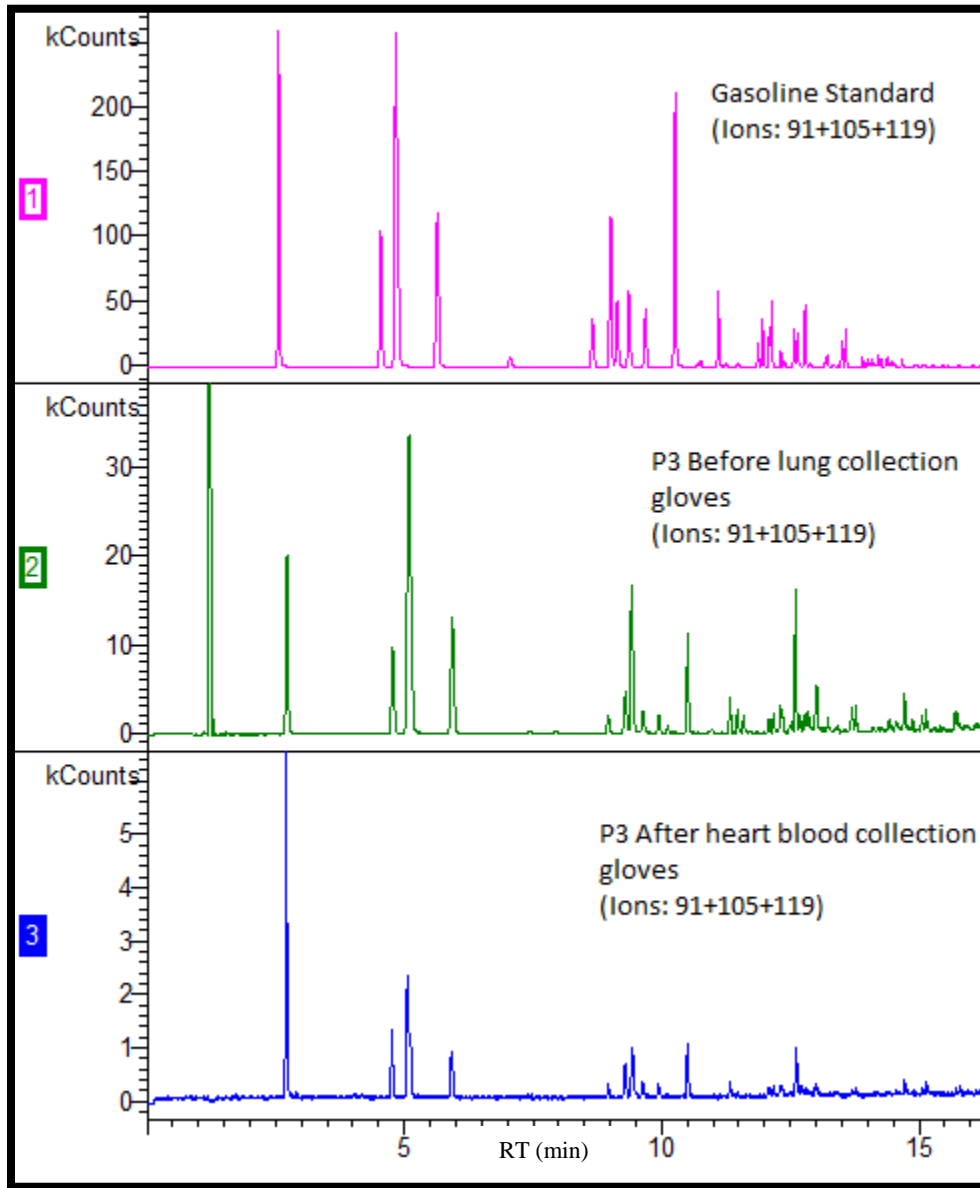 kCounts
200
150
100
50
0
1
Gasoline Standard
(Ions: 91+105+119)
kCounts
30
20
10
0
2
P3 Before lung collection
gloves
(Ions: 91+105+119)
kCounts
5
4
3
2
1
0
3
P3 After heart blood collection
gloves
(Ions: 91+105+119)
5
10
15
RT (min)